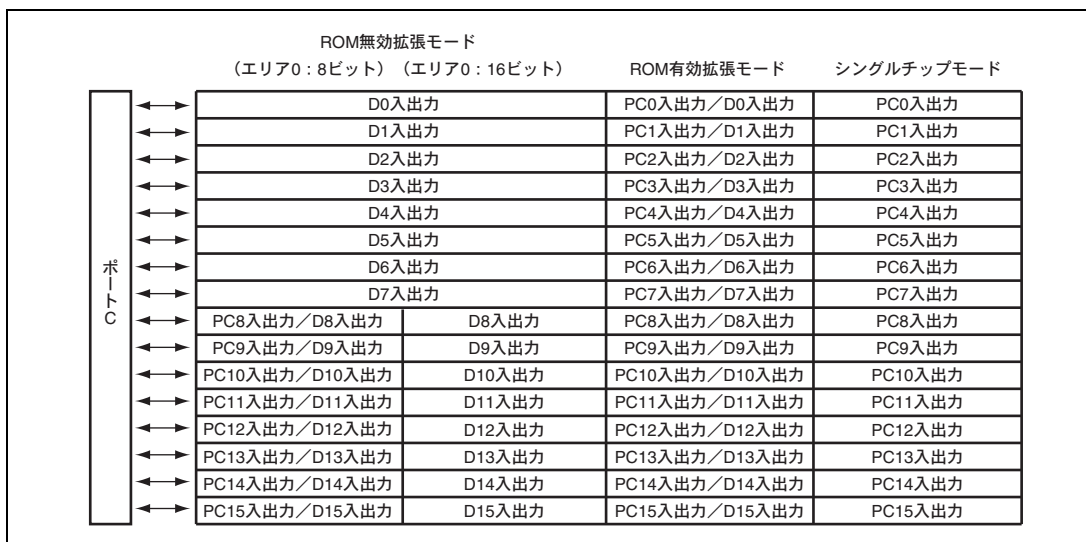 ROM無効拡張モード
（エリア0：8ビット）（エリア0：16ビット） ROM有効拡張モード シングルチップモード
ポートC
D0入出力 PC0入出力／D0入出力 PC0入出力
D1入出力 PC1入出力／D1入出力 PC1入出力
D2入出力 PC2入出力／D2入出力 PC2入出力
D3入出力 PC3入出力／D3入出力 PC3入出力
D4入出力 PC4入出力／D4入出力 PC4入出力
D5入出力 PC5入出力／D5入出力 PC5入出力
D6入出力 PC6入出力／D6入出力 PC6入出力
D7入出力 PC7入出力／D7入出力 PC7入出力
PC8入出力／D8入出力 D8入出力 PC8入出力／D8入出力 PC8入出力
PC9入出力／D9入出力 D9入出力 PC9入出力／D9入出力 PC9入出力
PC10入出力／D10入出力 D10入出力 PC10入出力／D10入出力 PC10入出力
PC11入出力／D11入出力 D11入出力 PC11入出力／D11入出力 PC11入出力
PC12入出力／D12入出力 D12入出力 PC12入出力／D12入出力 PC12入出力
PC13入出力／D13入出力 D13入出力 PC13入出力／D13入出力 PC13入出力
PC14入出力／D14入出力 D14入出力 PC14入出力／D14入出力 PC14入出力
PC15入出力／D15入出力 D15入出力 PC15入出力／D15入出力 PC15入出力